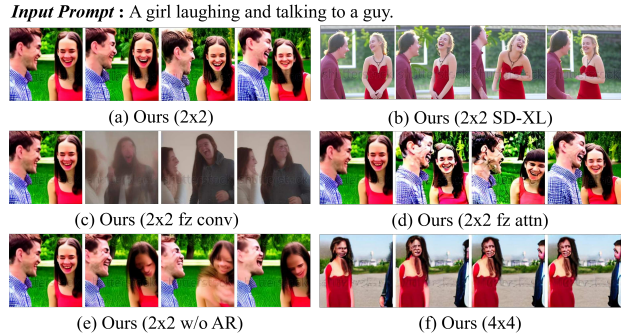 Input Prompt : A girl laughing and talking to a guy.
(a) Ours (2x2)
(b) Ours (2x2 SD-XL)
(c) Ours (2x2 fz conv)
(d) Ours (2x2 fz attn)
(e) Ours (2x2 w/o AR)
(f) Ours (4x4)